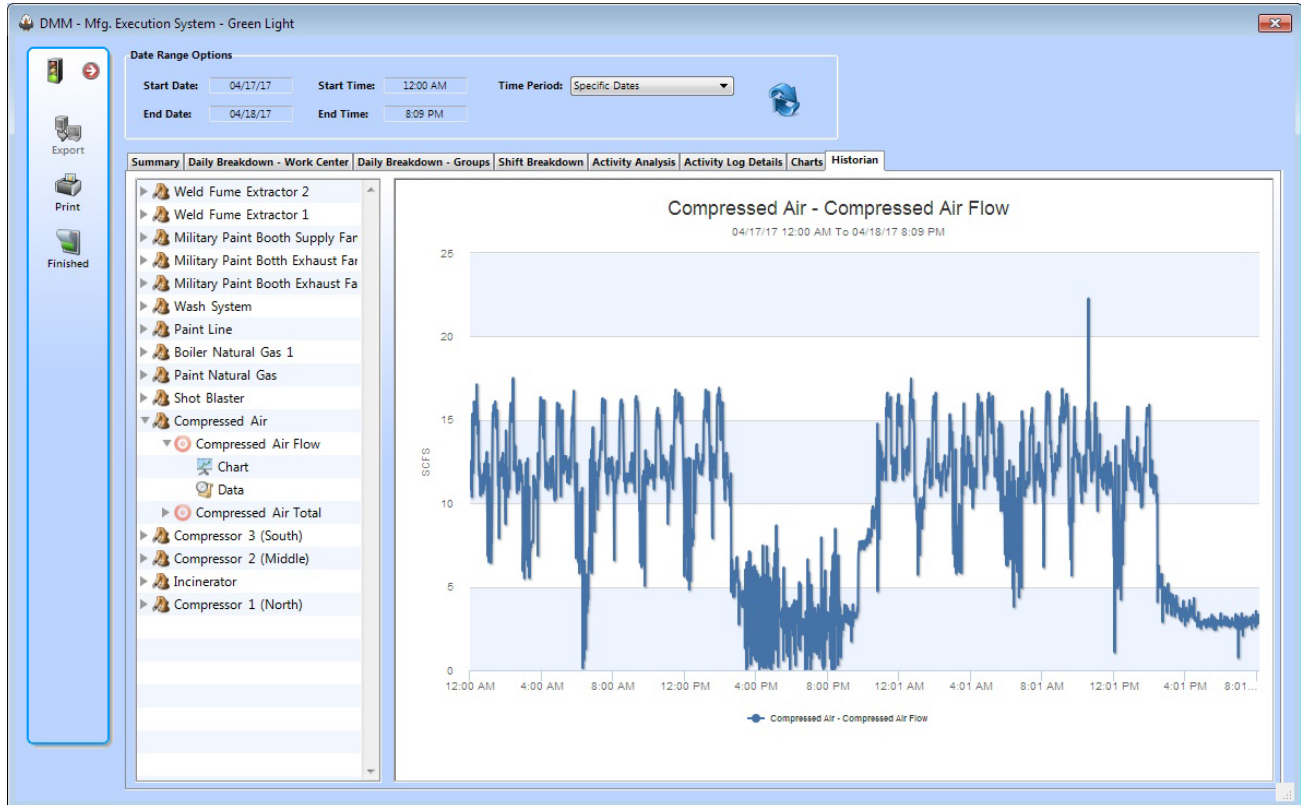 DMM - Mfg. Execution System - Green Light
Export
Print
Finished
Date Range Options
Start Date: 04/17/17 Start Time: 12:00 AM Time Period: Specific Dates
End Date: 04/18/17 End Time: 8:09 PM
Summary Daily Breakdown - Work Center Daily Breakdown - Groups Shift Breakdown Activity Analysis Activity Log Details Charts Historian
Weld Fume Extractor 2
Weld Fume Extractor 1
Military Paint Booth Supply Far
Military Paint Botth Exhaust Far
Military Paint Booth Exhaust Fa
Wash System
Paint Line
Boiler Natural Gas 1
Paint Natural Gas
Shot Blaster
Compressed Air
Compressed Air Flow
Chart
Data
Compressed Air Total
Compressor 3 (South)
Compressor 2 (Middle)
Incinerator
Compressor 1 (North)
Compressed Air - Compressed Air Flow
04/17/17 12:00 AM To 04/18/17 8:09 PM
25
20
15
10
5
0
SCFS
12:00 AM 4:00 AM 8:00 AM 12:00 PM 4:00 PM 8:00 PM 12:01 AM 4:01 AM 8:01 AM 12:01 PM 4:01 PM 8:01...
Compressed Air - Compressed Air Flow